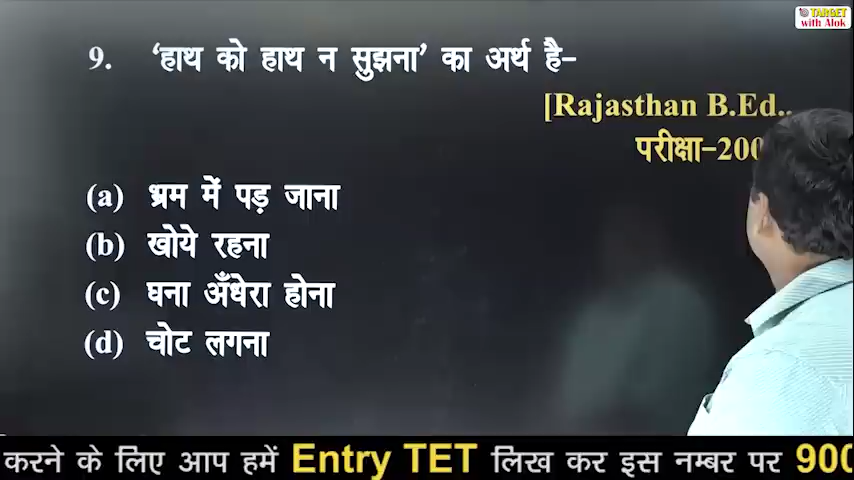 TARGET
with Alok
9. ‘हाथ को हाथ न सुझना’ का अर्थ है-
[Rajasthan B.Ed..
परीक्षा-200
(a) भ्रम में पड़ जाना
(b) खोये रहना
(c) घना अँधेरा होना
(d) चोट लगना
करने के लिए आप हमें Entry TET लिख कर इस नम्बर पर 900